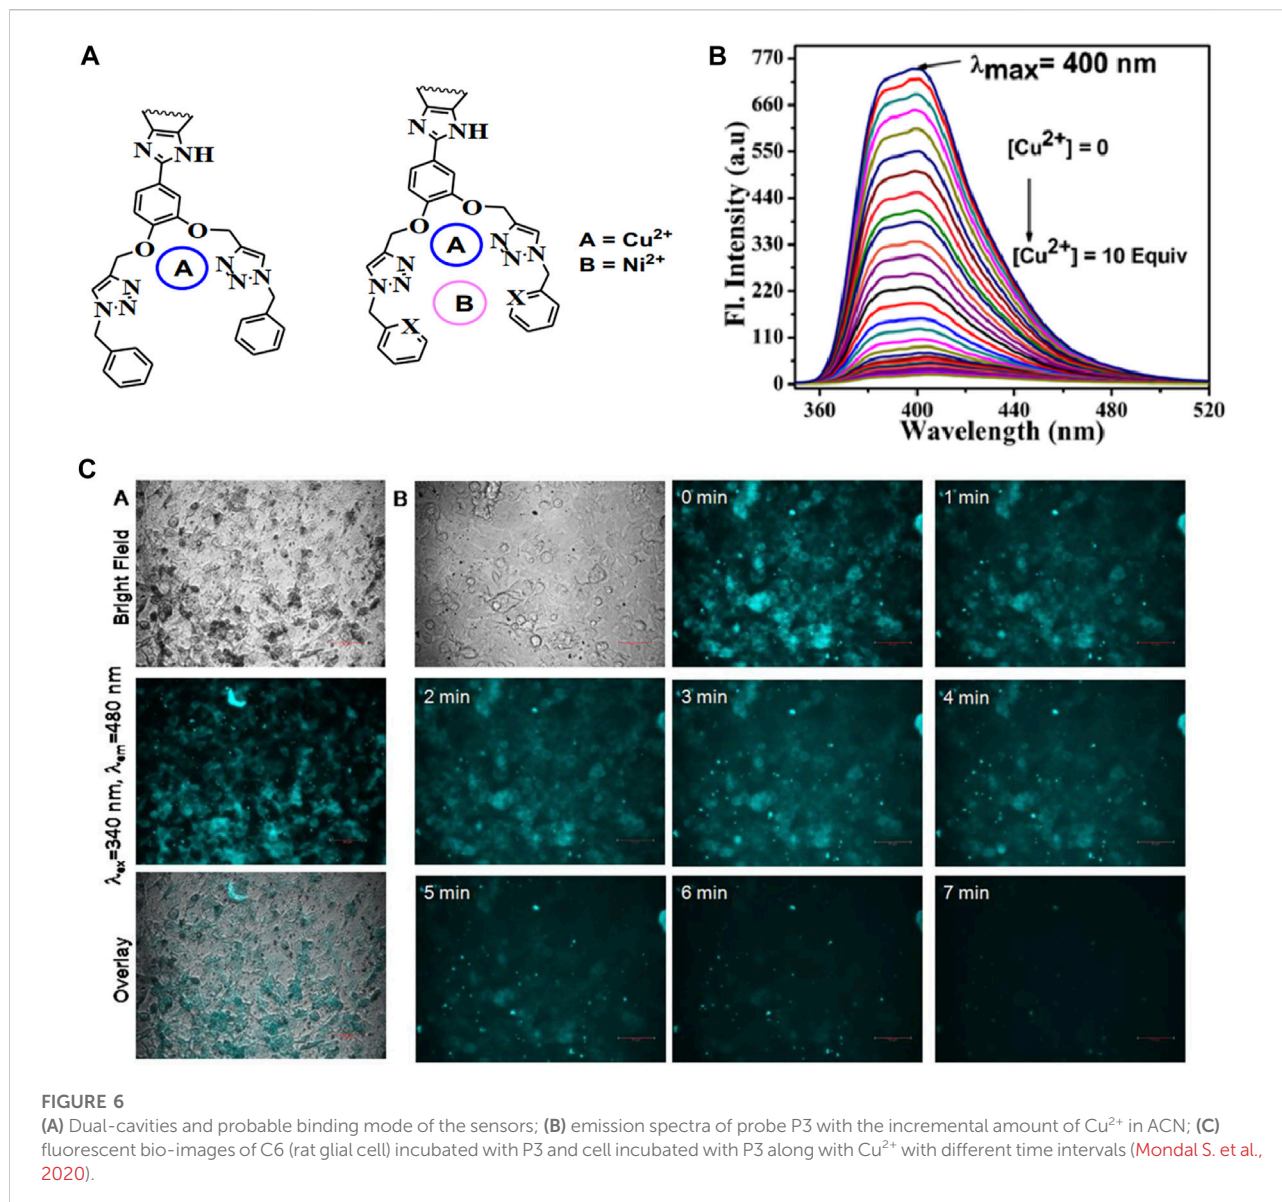 A
N
NH
O
O
A
N
N·N
N
N·N
N
NH
O
O
A
N
N·N
N
N·N
B
X
X
A = Cu²⁺
B = Ni²⁺
B
770
660
550
440
330
220
110
0
Fl. Intensity (a.u)
λmax= 400 nm
[Cu²⁺] = 0
[Cu²⁺] = 10 Equiv
360
400
440
480
520
Wavelength (nm)
C
A
B
Bright Field
λex=340 nm, λem=480 nm
Overlay
0 min
1 min
2 min
3 min
4 min
5 min
6 min
7 min
FIGURE 6
(A) Dual-cavities and probable binding mode of the sensors; (B) emission spectra of probe P3 with the incremental amount of Cu²⁺ in ACN; (C)
fluorescent bio-images of C6 (rat glial cell) incubated with P3 and cell incubated with P3 along with Cu²⁺ with different time intervals (Mondal S. et al.,
2020).